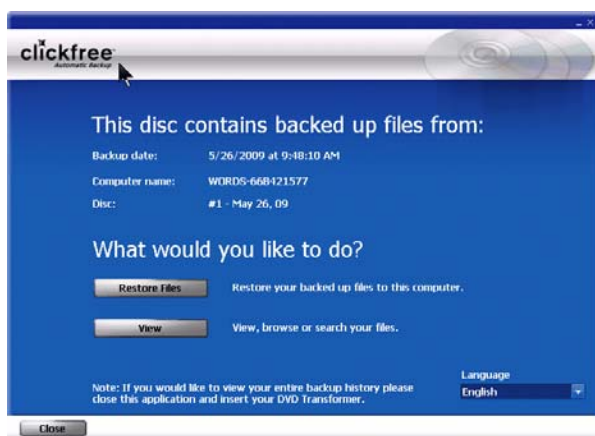 clickfree
Automatic Backup
This disc contains backed up files from:
Backup date: 5/26/2009 at 9:48:10 AM
Computer name: WORDS-66B421577
Disc: #1 - May 26, 09
What would you like to do?
Restore Files Restore your backed up files to this computer.
View View, browse or search your files.
Language
Note: If you would like to view your entire backup history please
close this application and insert your DVD Transformer.
English
Close